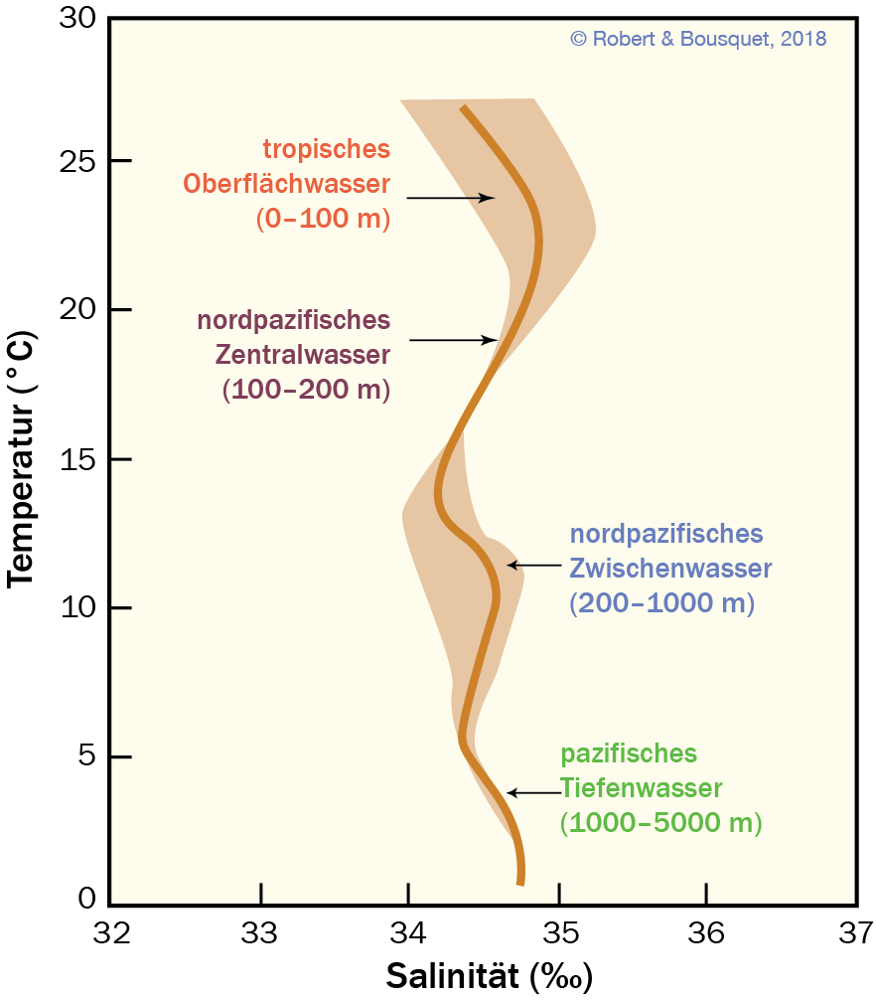 30
© Robert & Bousquet, 2018
tropisches
Oberflächwasser
(0–100 m)
25
20
nordpazifisches
Zentralwasser
(100–200 m)
15
nordpazifisches
Zwischenwasser
(200–1000 m)
10
5
pazifisches
Tiefenwasser
(1000–5000 m)
0
Temperatur (°C)
32 33 34 35 36 37
Salinität (‰)